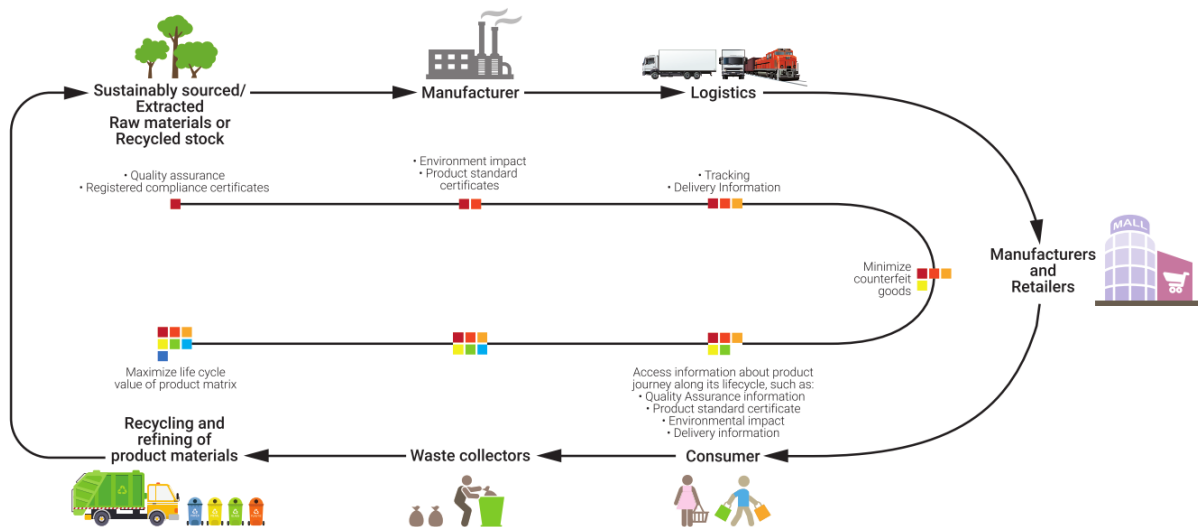 Sustainably sourced/
Extracted
Raw materials or
Recycled stock
Manufacturer
Logistics
• Quality assurance
• Registered compliance certificates
• Environment impact
• Product standard
certificates
• Tracking
• Delivery Information
MALL
Manufacturers
and
Retailers
Minimize
counterfeit
goods
Maximize life cycle
value of product matrix
Access information about product
journey along its lifecycle, such as:
• Quality Assurance information
• Product standard certificate
• Environmental impact
• Delivery information
Recycling and
refining of
product materials
Waste collectors
Consumer